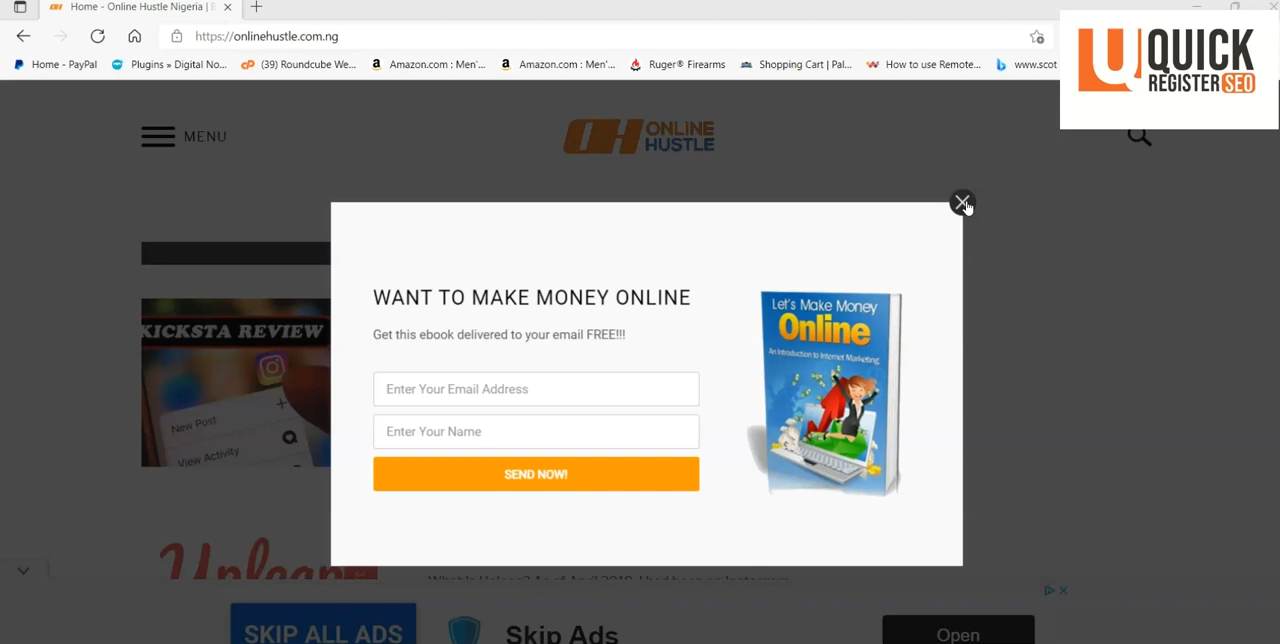 Home - Online Hustle Nigeria |
https://onlinehustle.com.ng
Home - PayPal
Plugins » Digital No...
(39) Roundcube We...
Amazon.com : Men'...
Amazon.com : Men'...
Ruger® Firearms
Shopping Cart | Pal...
How to use Remote...
www.scot
QUICK
REGISTER SEO
MENU
OH ONLINE
HUSTLE
KICKSTA REVIEW
New Post
View Activity
WANT TO MAKE MONEY ONLINE
Get this ebook delivered to your email FREE!!!
Enter Your Email Address
Enter Your Name
SEND NOW!
Let's Make Money
Online
An Introduction to Internet Marketing
SKIP ALL ADS
Skip Ads
Open